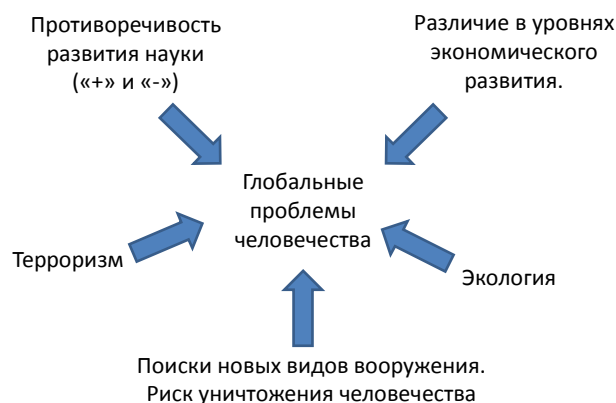 Противоречивость
развития науки
(«+» и «-»)
Различие в уровнях
экономического
развития.
Глобальные
проблемы
человечества
Терроризм
Экология
Поиски новых видов вооружения.
Риск уничтожения человечества